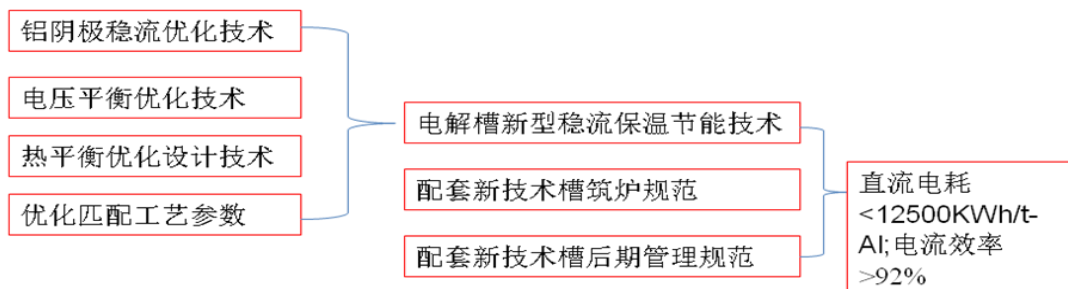 铝阴极稳流优化技术
电压平衡优化技术
热平衡优化设计技术
优化匹配工艺参数
电解槽新型稳流保温节能技术
配套新技术槽筑炉规范
配套新技术槽后期管理规范
直流电耗
<12500KWh/t-
Al;电流效率
>92%